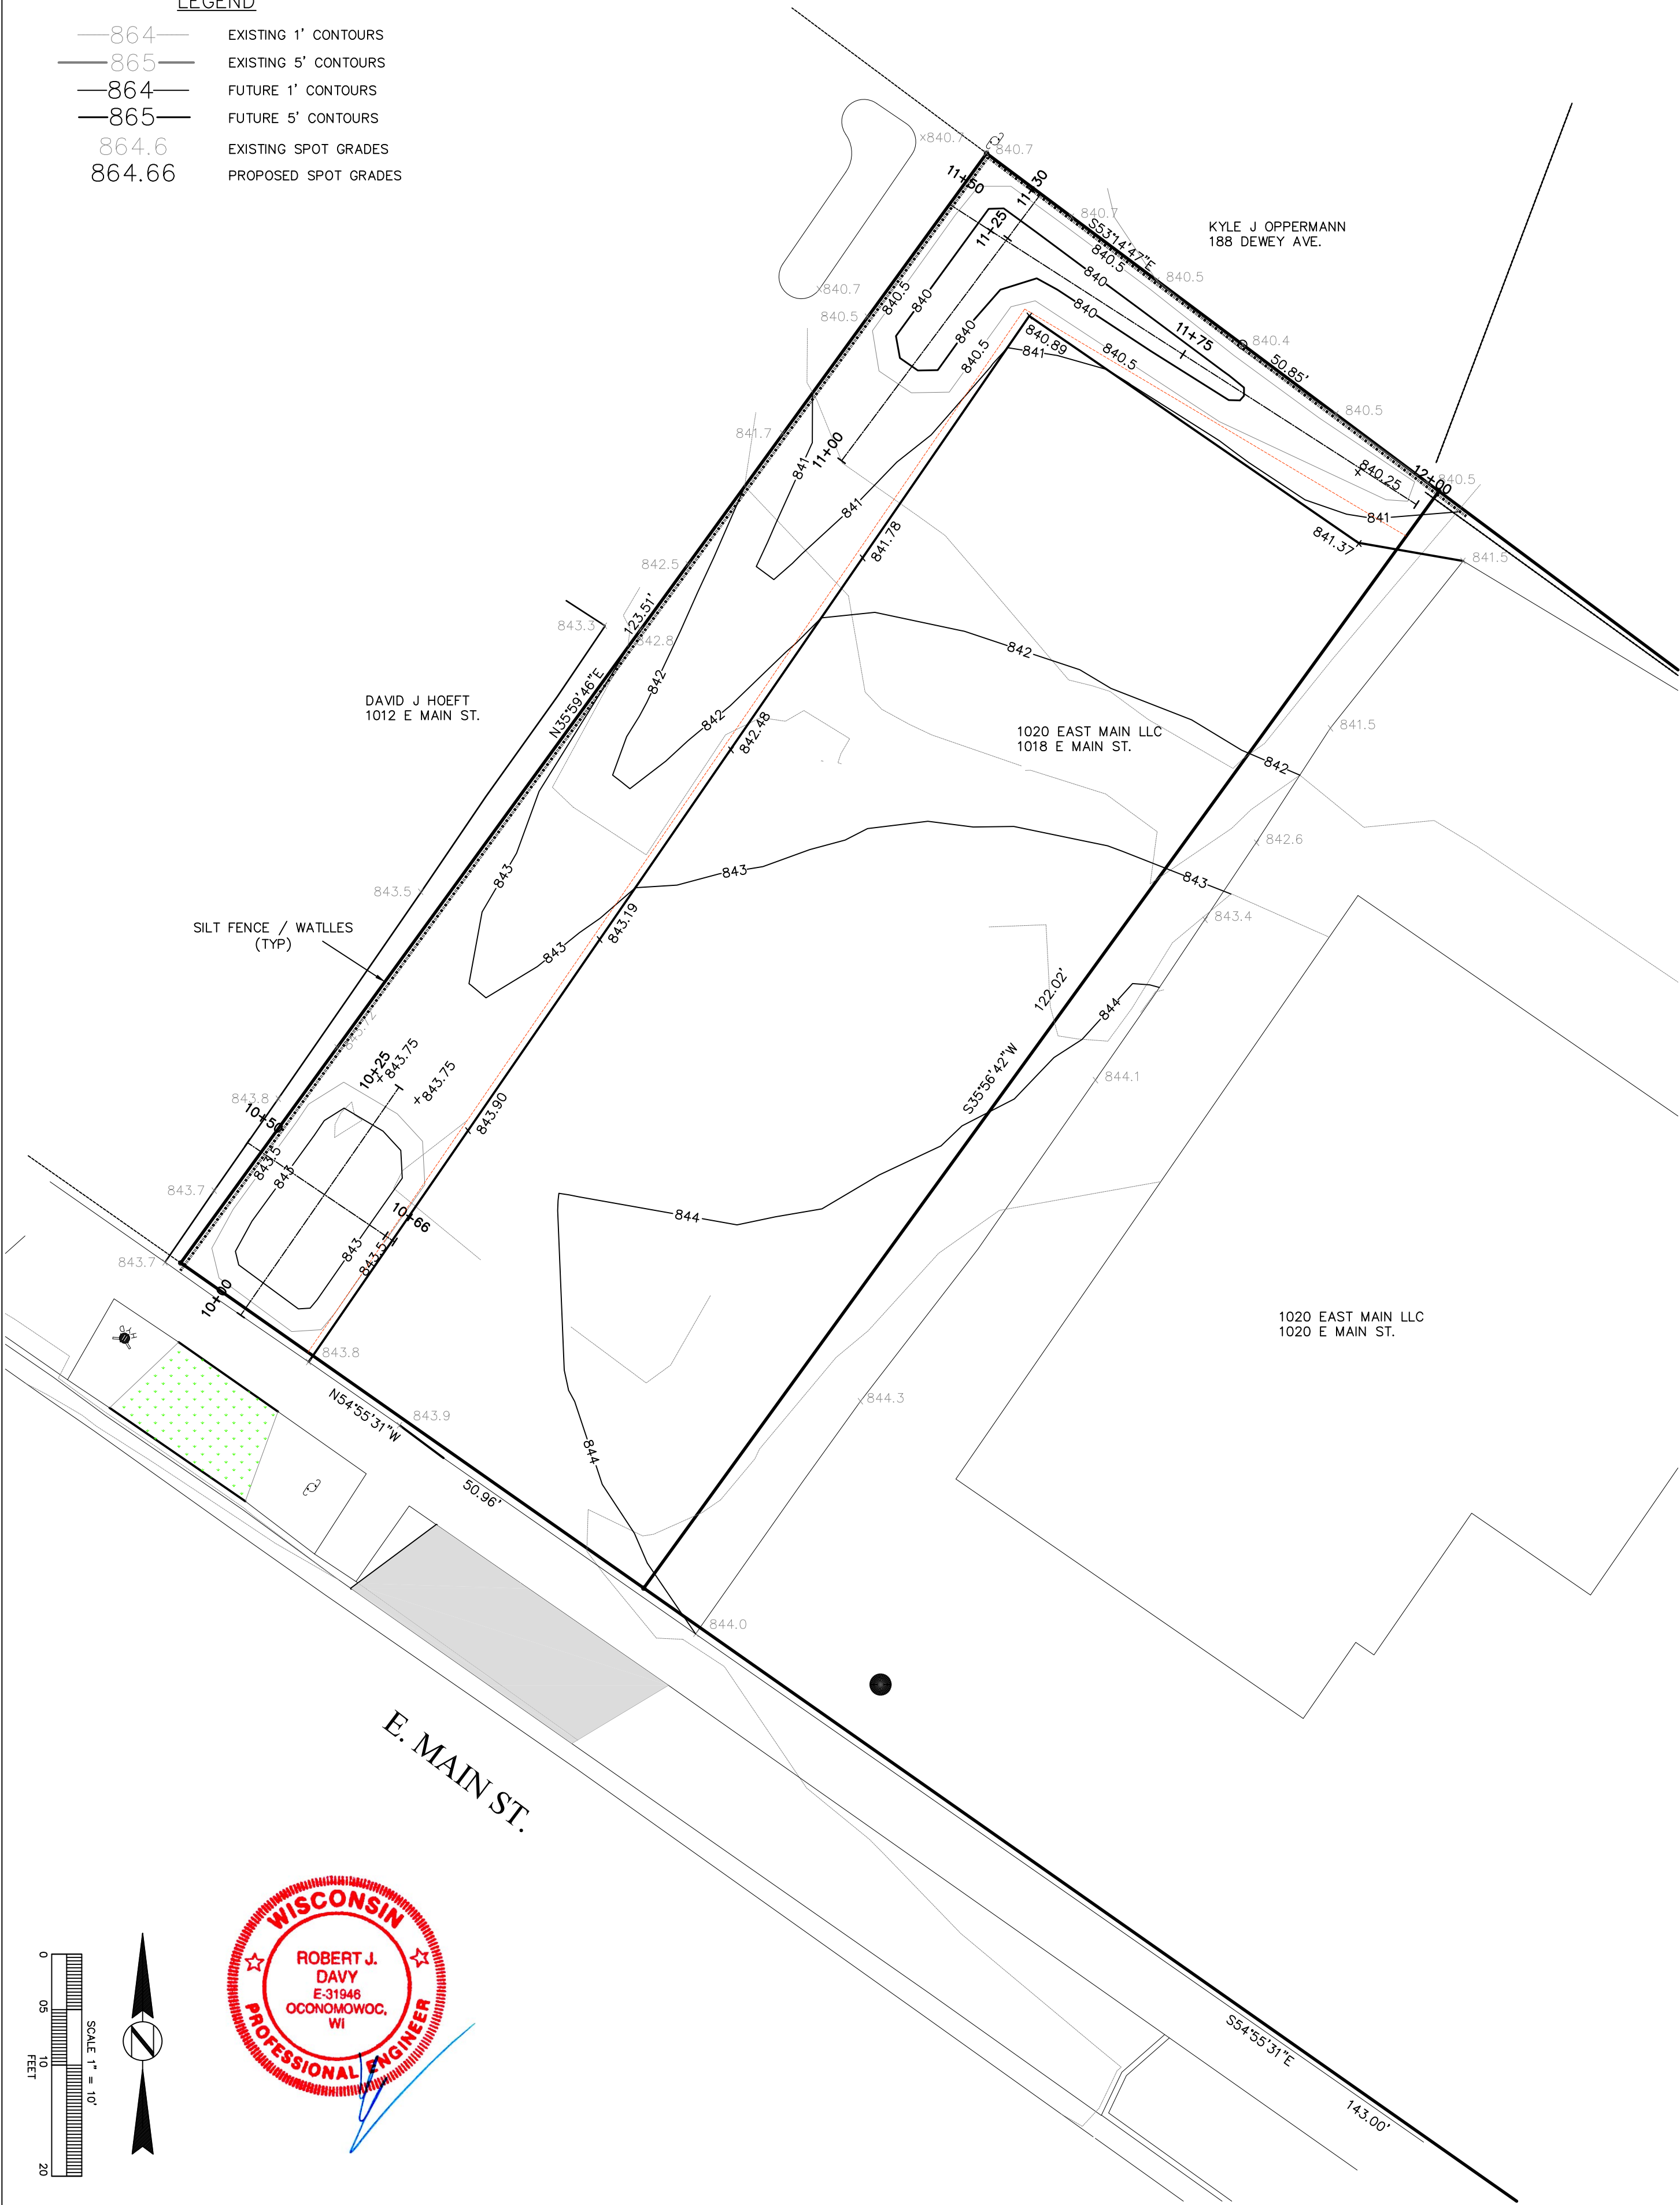 LEGEND
864 EXISTING 1' CONTOURS
865 EXISTING 5' CONTOURS
864 FUTURE 1' CONTOURS
865 FUTURE 5' CONTOURS
864.6 EXISTING SPOT GRADES
864.66 PROPOSED SPOT GRADES
x840.7
840.7
11+50
11+30
11+25
840.7
S53°14'47"E
KYLE J OPPERMANN
188 DEWEY AVE.
840.5
840
840.5
x840.7
840.5
840.5
840
840
840
840.5
840.89
841
840.5
11+75
840.4
50.85'
840.5
841.7
11+00
841
841
840.25
12+00
840.5
841
841.37
841.5
841.78
842.5
123.51'
843.3
842.8
842
842
N35°59'46"E
DAVID J HOEFT
1012 E MAIN ST.
842
842.48
1020 EAST MAIN LLC
1018 E MAIN ST.
841.5
842
842.6
843
843
843
843.5
843.4
SILT FENCE / WATLLES
(TYP)
843.19
843
122.02'
844
843.72
10+25
843.75
843.75
S35°56'42"W
844.1
843.8
10+50
843.90
843.5
843
843.7
10+66
844
843
843.5
843.7
10+00
843.8
1020 EAST MAIN LLC
1020 E MAIN ST.
HYD
N54°55'31"W
843.9
844.3
844
50.96'
844.0
E. MAIN ST.
WISCONSIN
ROBERT J.
DAVY
E-31946
OCONOMOWOC,
WI
PROFESSIONAL ENGINEER
0
05
10
20
FEET
SCALE 1" = 10'
S54°55'31"E
143.00'